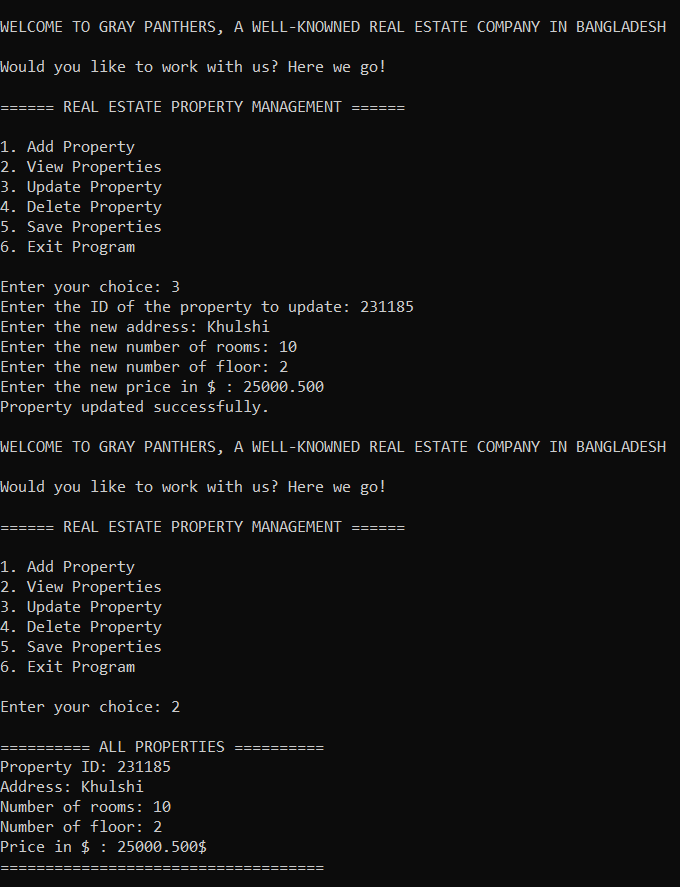 WELCOME TO GRAY PANTHERS, A WELL-KNOWNED REAL ESTATE COMPANY IN BANGLADESH
Would you like to work with us? Here we go!
====== REAL ESTATE PROPERTY MANAGEMENT ======
1. Add Property
2. View Properties
3. Update Property
4. Delete Property
5. Save Properties
6. Exit Program
Enter your choice: 3
Enter the ID of the property to update: 231185
Enter the new address: Khulshi
Enter the new number of rooms: 10
Enter the new number of floor: 2
Enter the new price in $ : 25000.500
Property updated successfully.
WELCOME TO GRAY PANTHERS, A WELL-KNOWNED REAL ESTATE COMPANY IN BANGLADESH
Would you like to work with us? Here we go!
====== REAL ESTATE PROPERTY MANAGEMENT ======
1. Add Property
2. View Properties
3. Update Property
4. Delete Property
5. Save Properties
6. Exit Program
Enter your choice: 2
========== ALL PROPERTIES ==========
Property ID: 231185
Address: Khulshi
Number of rooms: 10
Number of floor: 2
Price in $ : 25000.500$
====================================